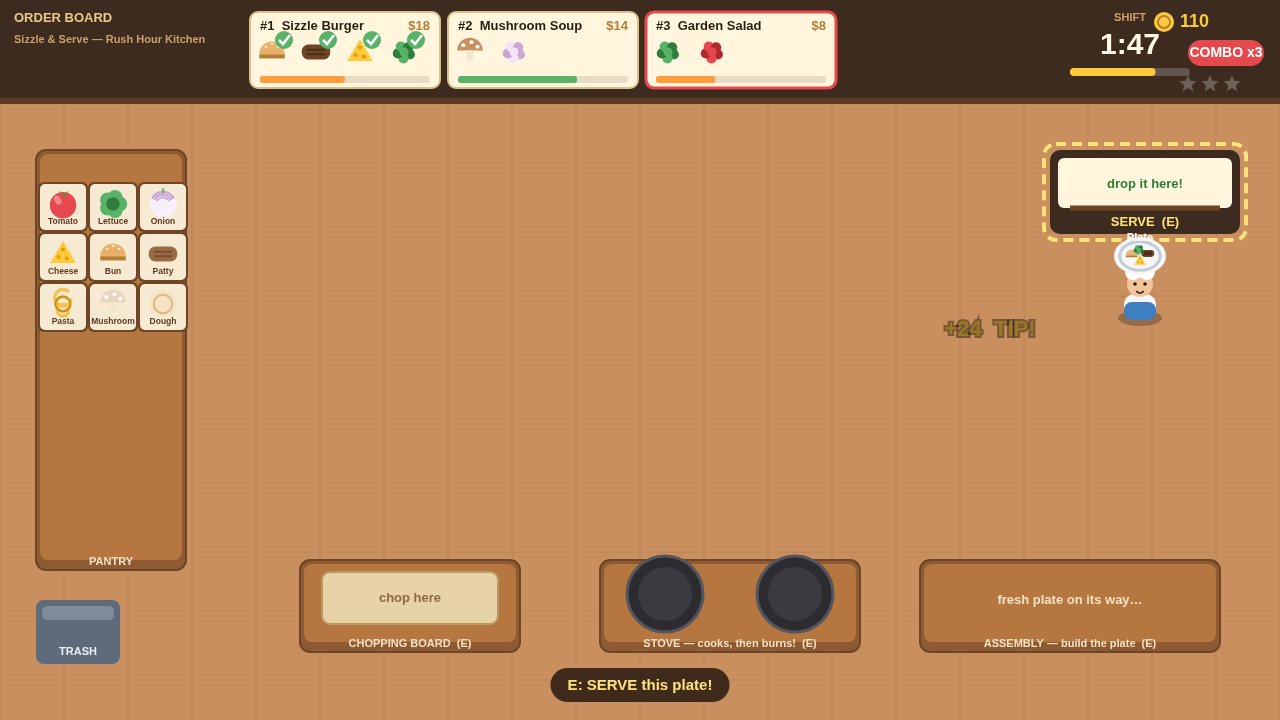 ORDER BOARD
Sizzle & Serve — Rush Hour Kitchen
#1 Sizzle Burger $18
#2 Mushroom Soup $14
#3 Garden Salad $8
SHIFT
110
1:47
COMBO x3
drop it here!
SERVE (E)
Plate
Tomato Lettuce Onion
Cheese Bun Patty
Pasta Mushroom Dough
+24 TIP!
PANTRY
TRASH
chop here
CHOPPING BOARD (E)
STOVE — cooks, then burns! (E)
fresh plate on its way…
ASSEMBLY — build the plate (E)
E: SERVE this plate!